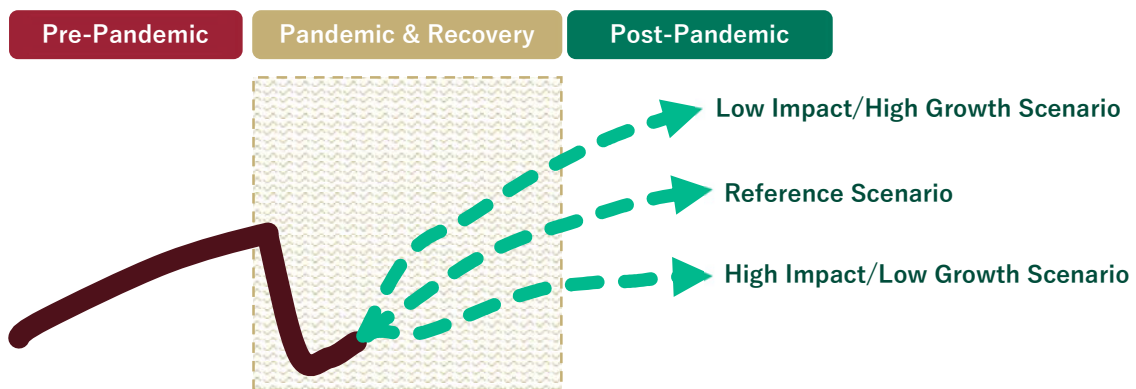 Pre-Pandemic
Pandemic & Recovery
Post-Pandemic
Low Impact/High Growth Scenario
Reference Scenario
High Impact/Low Growth Scenario